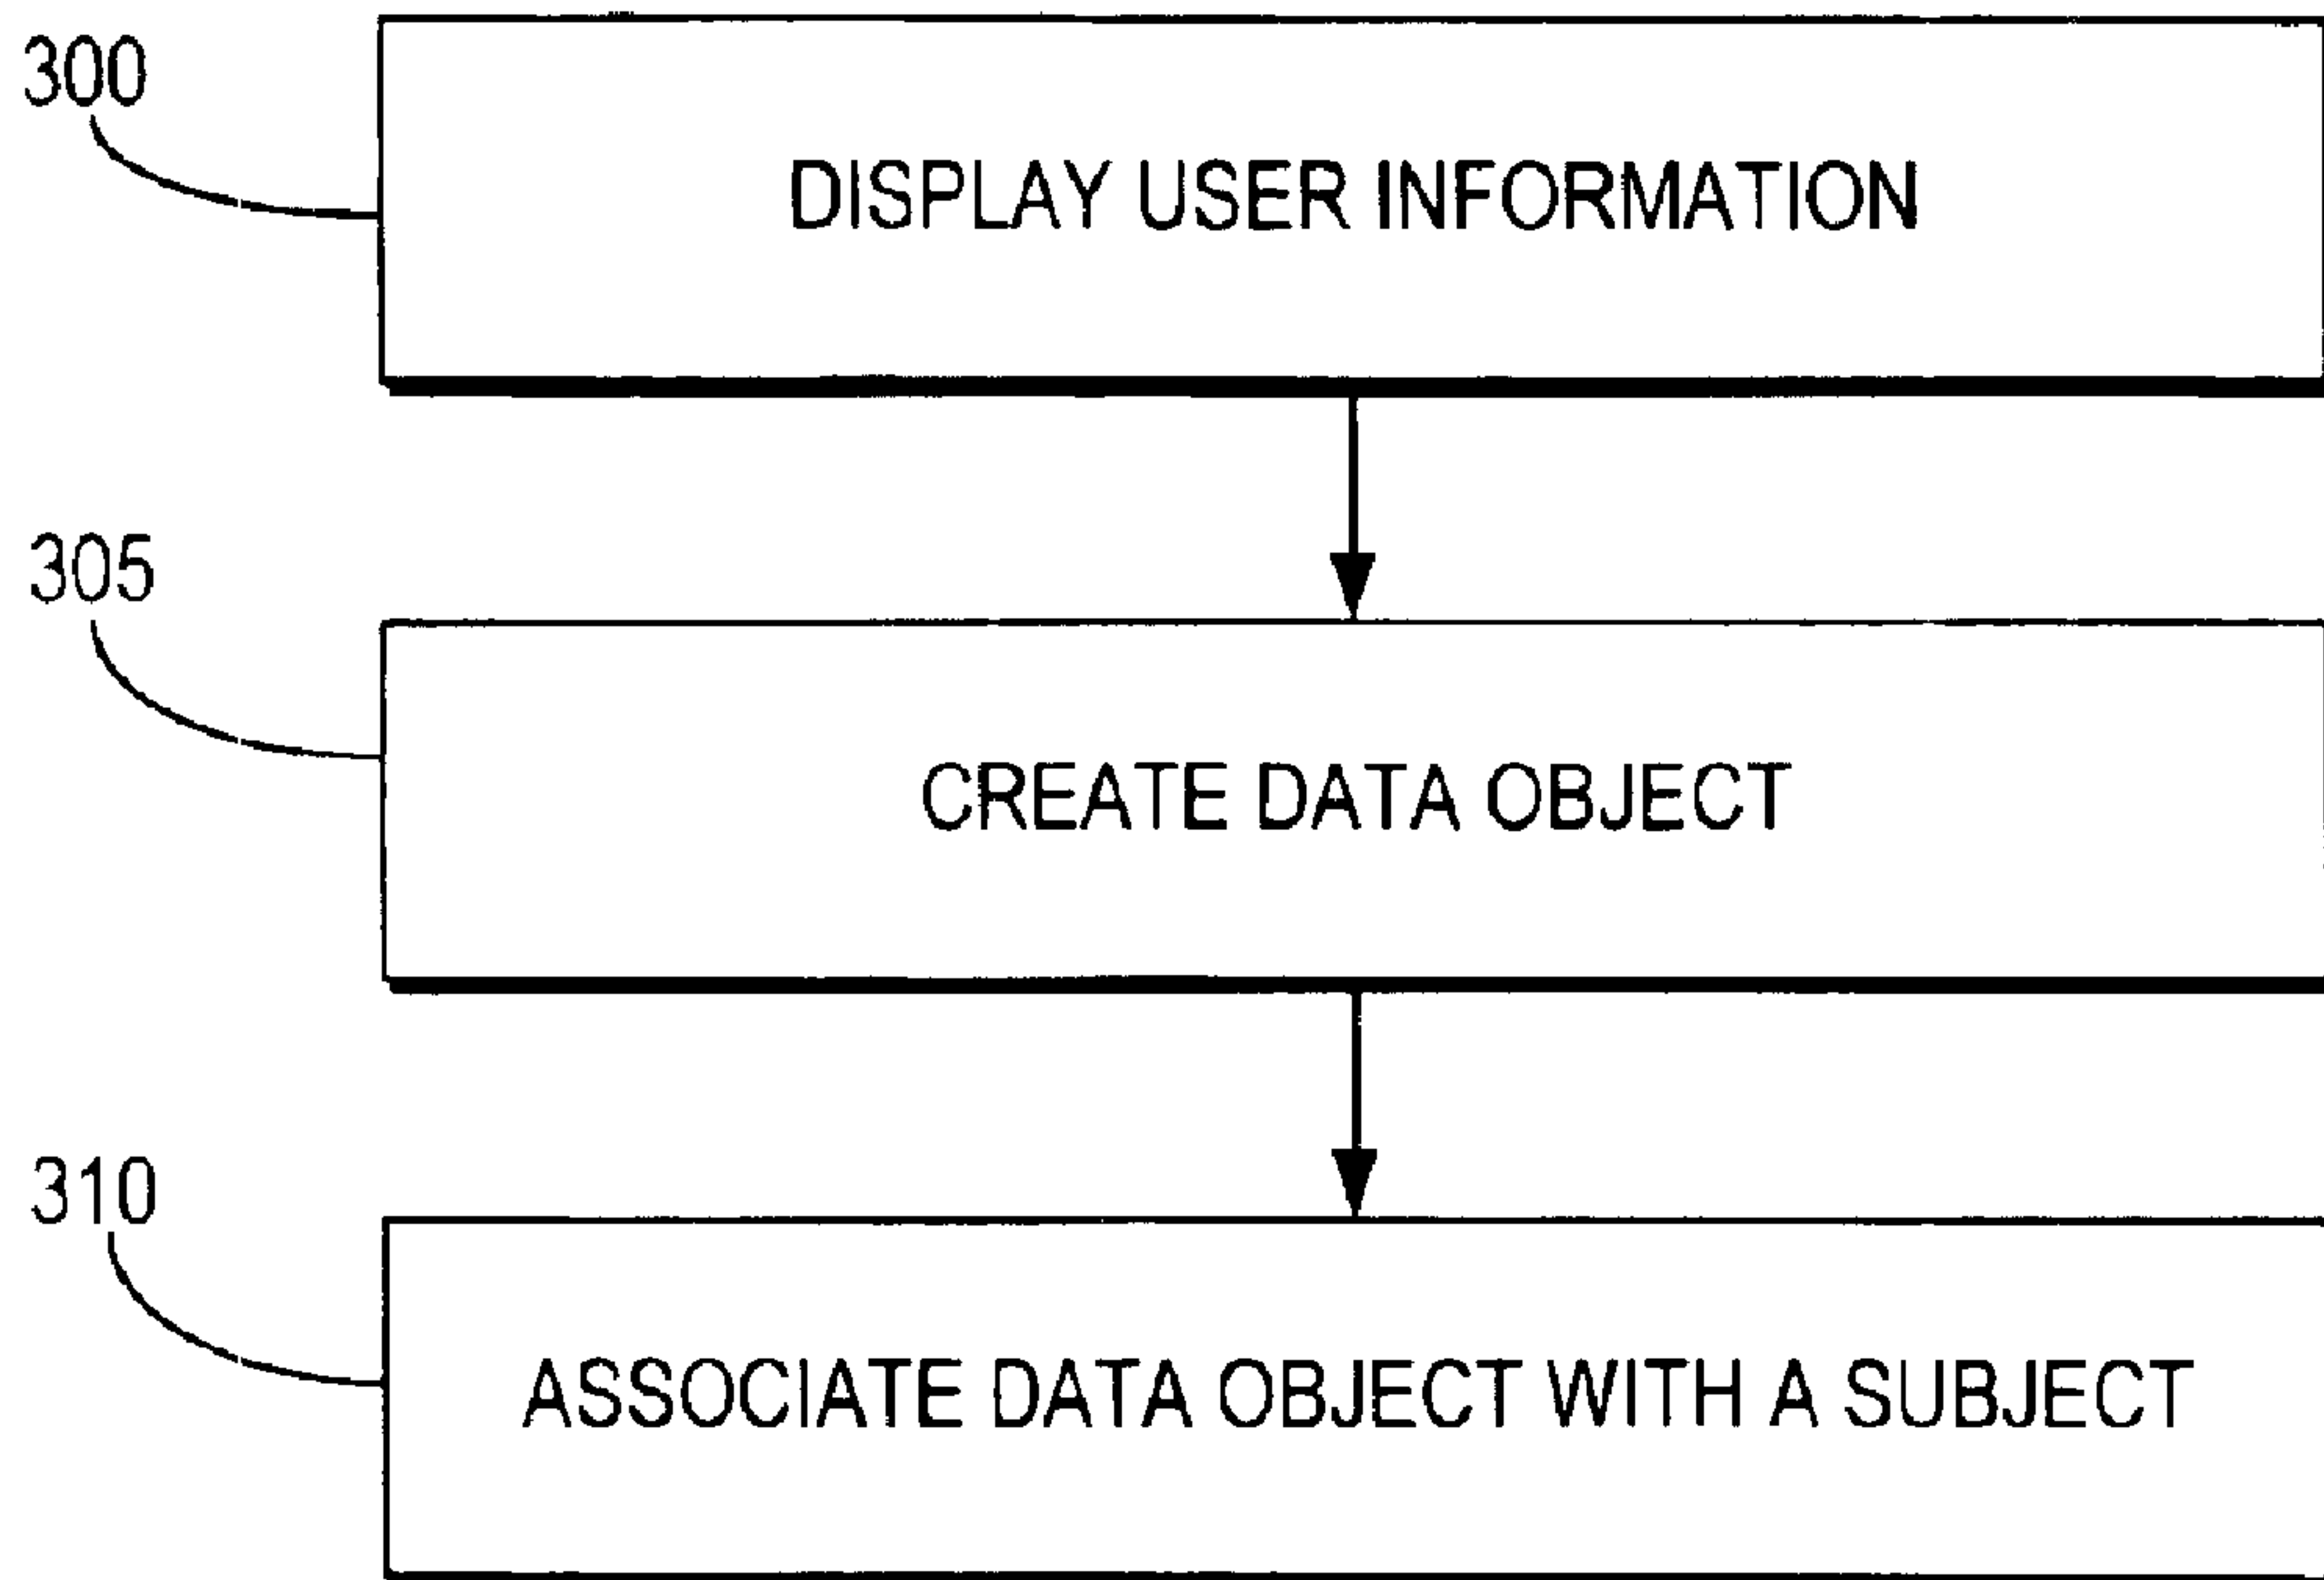 300
DISPLAY USER INFORMATION
305
CREATE DATA OBJECT
310
ASSOCIATE DATA OBJECT WITH A SUBJECT